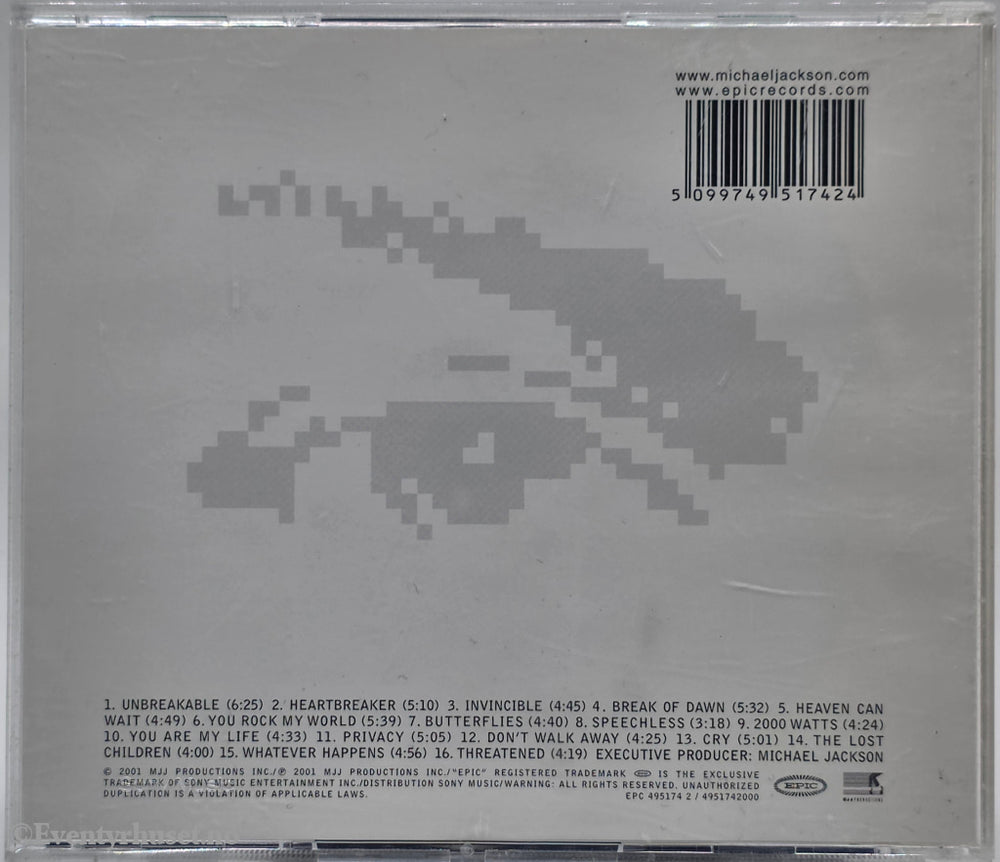 www.michaeljackson.com
www.epicrecords.com
5 099749 517424
1. UNBREAKABLE (6:25) 2. HEARTBREAKER (5:10) 3. INVINCIBLE (4:45) 4. BREAK OF DAWN (5:32) 5. HEAVEN CAN
WAIT (4:49) 6. YOU ROCK MY WORLD (5:39) 7. BUTTERFLIES (4:40) 8. SPEECHLESS (3:18) 9. 2000 WATTS (4:24)
10. YOU ARE MY LIFE (4:33) 11. PRIVACY (5:05) 12. DON'T WALK AWAY (4:25) 13. CRY (5:01) 14. THE LOST
CHILDREN (4:00) 15. WHATEVER HAPPENS (4:56) 16. THREATENED (4:19) EXECUTIVE PRODUCER: MICHAEL JACKSON
© 2001 MJJ PRODUCTIONS INC./℗ 2001 MJJ PRODUCTIONS INC./"EPIC" REGISTERED TRADEMARK EPIC IS THE EXCLUSIVE
TRADEMARK OF SONY MUSIC ENTERTAINMENT INC./DISTRIBUTION SONY MUSIC/WARNING: ALL RIGHTS RESERVED. UNAUTHORIZED
DUPLICATION IS A VIOLATION OF APPLICABLE LAWS. EPC 495174 2 / 4951742000
EPIC
©Eventyrhuset.no